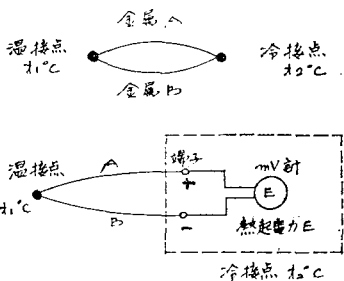 金属A
温接点
t1°C
冷接点
t2°C
金属B
温接点
t1°C
A
B
端子
+
-
mV計
E
熱起電力E
冷接点 t2°C